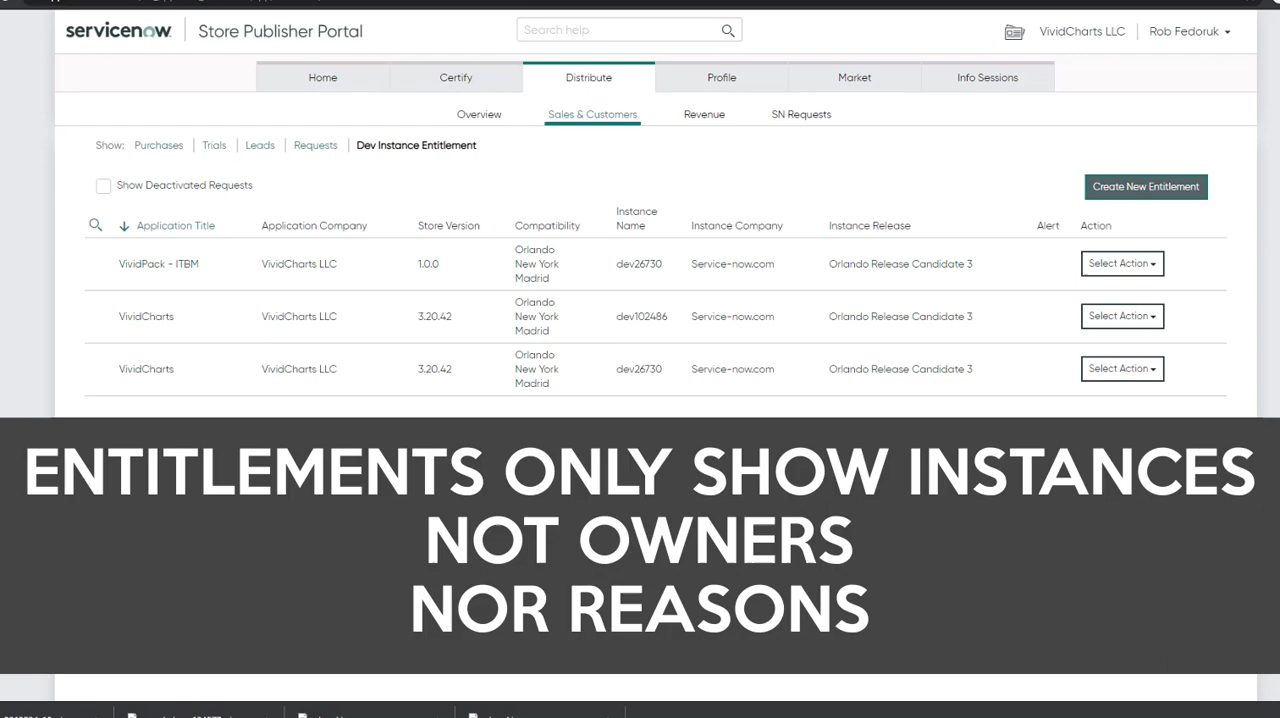 servicenow. Store Publisher Portal Search help VividCharts LLC Rob Fedoruk
Home Certify Distribute Profile Market Info Sessions
Overview Sales & Customers Revenue SN Requests
Show: Purchases Trials Leads Requests Dev Instance Entitlement
Show Deactivated Requests Create New Entitlement
Application Title Application Company Store Version Compatibility Instance Name Instance Company Instance Release Alert Action
VividPack - ITBM VividCharts LLC 1.0.0 Orlando New York Madrid dev26730 Service-now.com Orlando Release Candidate 3 Select Action
VividCharts VividCharts LLC 3.20.42 Orlando New York Madrid dev102486 Service-now.com Orlando Release Candidate 3 Select Action
VividCharts VividCharts LLC 3.20.42 Orlando New York Madrid dev26730 Service-now.com Orlando Release Candidate 3 Select Action
ENTITLEMENTS ONLY SHOW INSTANCES
NOT OWNERS
NOR REASONS